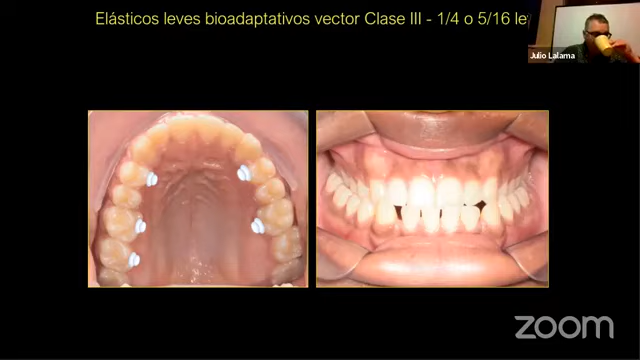 Elásticos leves bioadaptativos vector Clase III - 1/4 o 5/16
Julio Lalama
zoom